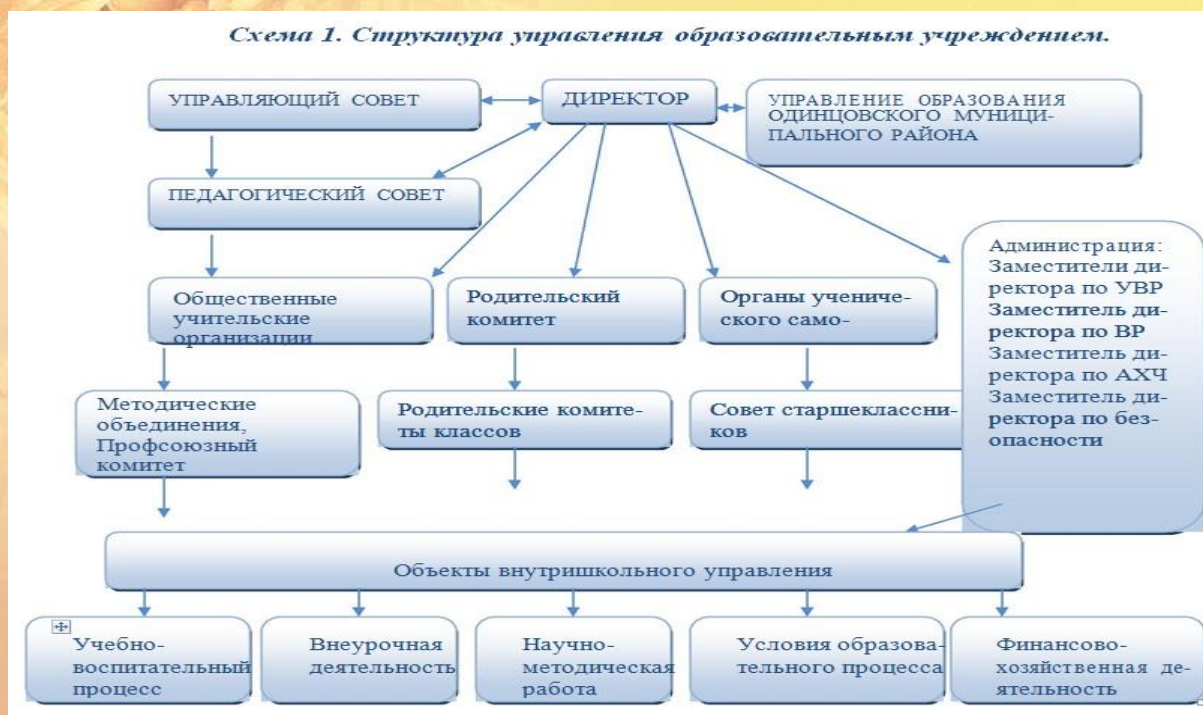 Схема 1. Структура управления образовательным учреждением.
УПРАВЛЯЮЩИЙ СОВЕТ
ДИРЕКТОР
УПРАВЛЕНИЕ ОБРАЗОВАНИЯ
ОДИНЦОВСКОГО МУНИЦИ-
ПАЛЬНОГО РАЙОНА
ПЕДАГОГИЧЕСКИЙ СОВЕТ
Администрация:
Заместители ди-
ректора по УВР
Заместитель ди-
ректора по ВР
Заместитель ди-
ректора по АХЧ
Заместитель ди-
ректора по без-
опасности
Общественные
учительские
организации
Родительский
комитет
Органы учениче-
ского само-
Методические
объединения,
Профсоюзный
комитет
Родительские комите-
ты классов
Совет старшеклассни-
ков
Объекты внутришкольного управления
Учебно-
воспитательный
процесс
Внеурочная
деятельность
Научно-
методическая
работа
Условия образова-
тельного процесса
Финансово-
хозяйственная де-
ятельность